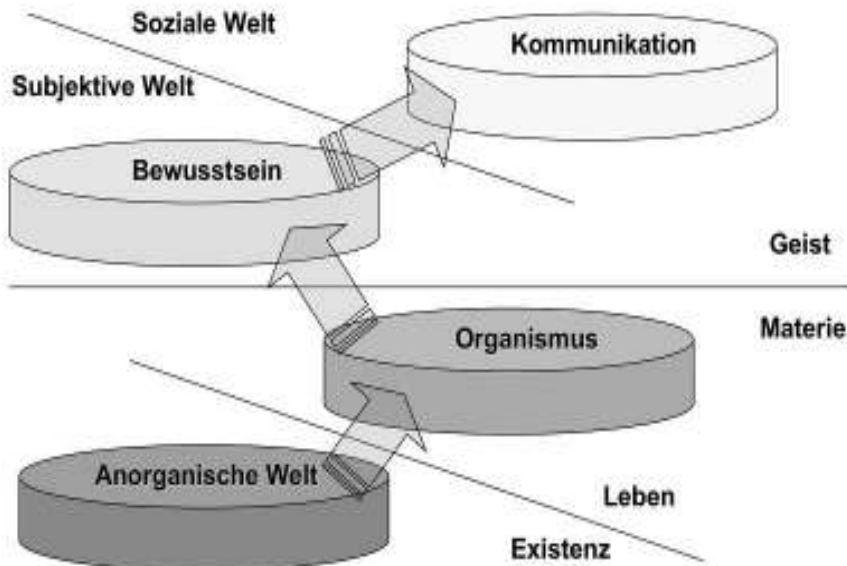 Soziale Welt
Kommunikation
Subjektive Welt
Bewusstsein
Geist
Materie
Organismus
Anorganische Welt
Leben
Existenz